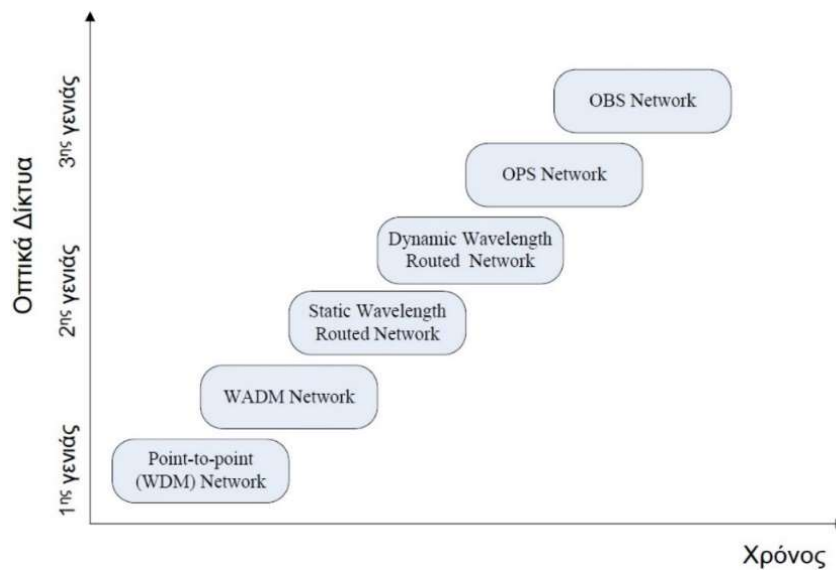 Οπτικά Δίκτυα
3ης γενιάς
2ης γενιάς
1ης γενιάς
OBS Network
OPS Network
Dynamic Wavelength
Routed Network
Static Wavelength
Routed Network
WADM Network
Point-to-point
(WDM) Network
Χρόνος